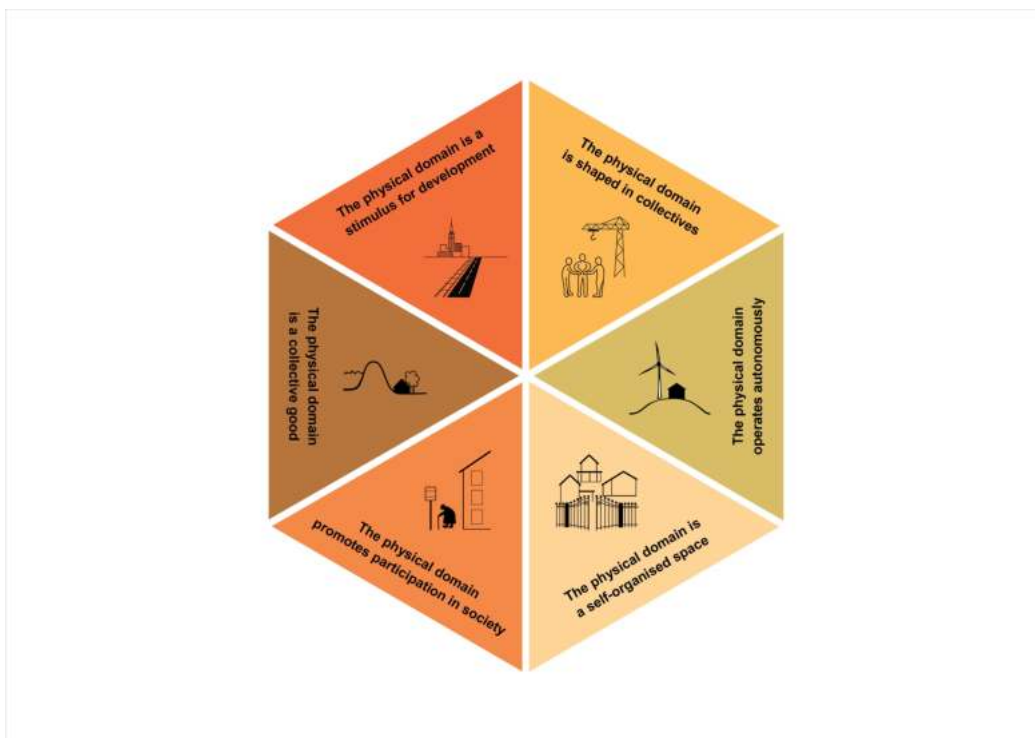 The physical domain is a
stimulus for development
The physical domain
is shaped in collectives
The physical domain
operates autonomously
The physical domain is
a self-organised space
The physical domain
promotes participation in society
The physical domain
is a collective good